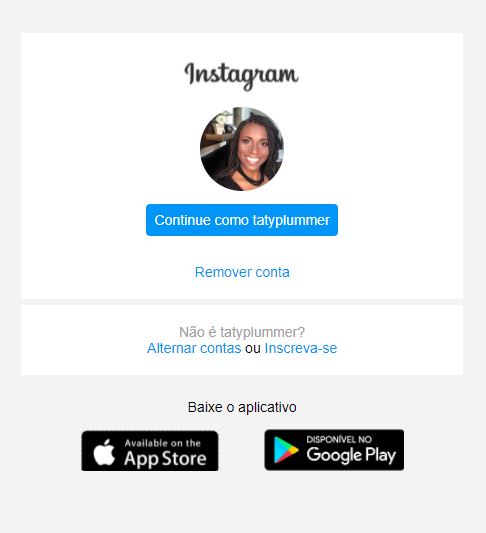 Instagram
Continue como tatyplummer
Remover conta
Não é tatyplummer?
Alternar contas ou Inscreva-se
Baixe o aplicativo
Available on the
App Store
DISPONÍVEL NO
Google Play